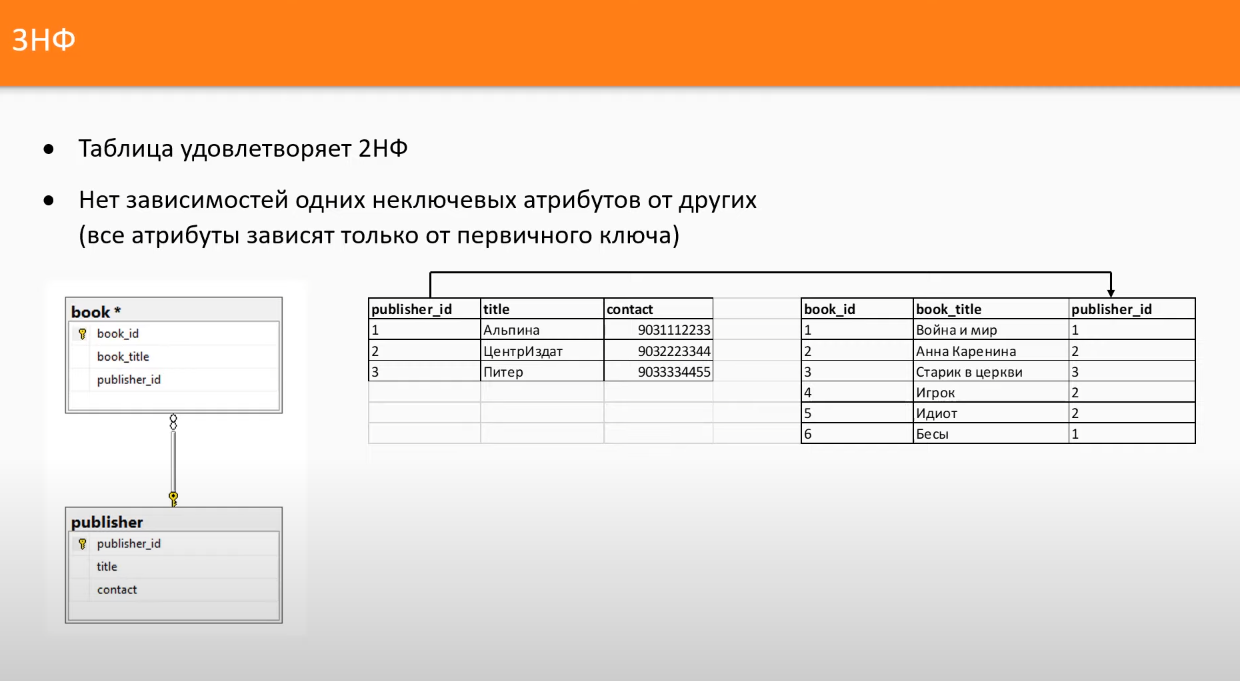 3НФ
• Таблица удовлетворяет 2НФ
• Нет зависимостей одних неключевых атрибутов от других
(все атрибуты зависят только от первичного ключа)
book *
book_id
book_title
publisher_id
publisher
publisher_id
title
contact
publisher_id title contact
1 Альпина 9031112233
2 ЦентрИздат 9032223344
3 Питер 9033334455
book_id book_title publisher_id
1 Война и мир 1
2 Анна Каренина 2
3 Старик в церкви 3
4 Игрок 2
5 Идиот 2
6 Бесы 1